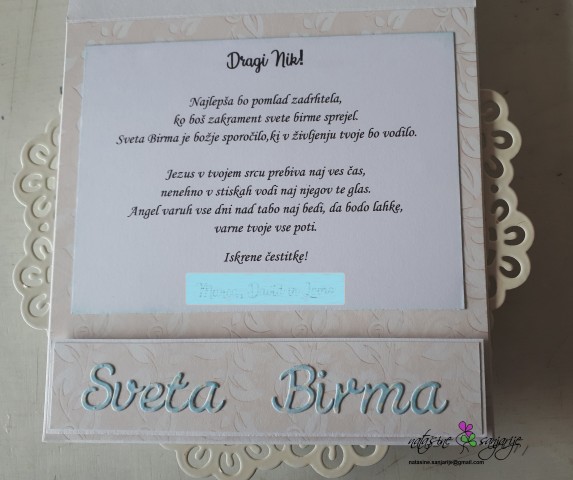 Dragi Nik!
Najlepša bo pomlad zadrhtela,
ko boš zakrament svete birme sprejel.
Sveta Birma je božje sporočilo,ki v življenju tvoje bo vodilo.
Jezus v tvojem srcu prebiva naj ves čas,
nenehno v stiskah vodi naj njegov te glas.
Angel varuh vse dni nad tabo naj bedi, da bodo lahke,
varne tvoje vse poti.
Iskrene čestitke!
Sveta Birma
natasine sanjarije
natasine.sanjarije@gmail.com